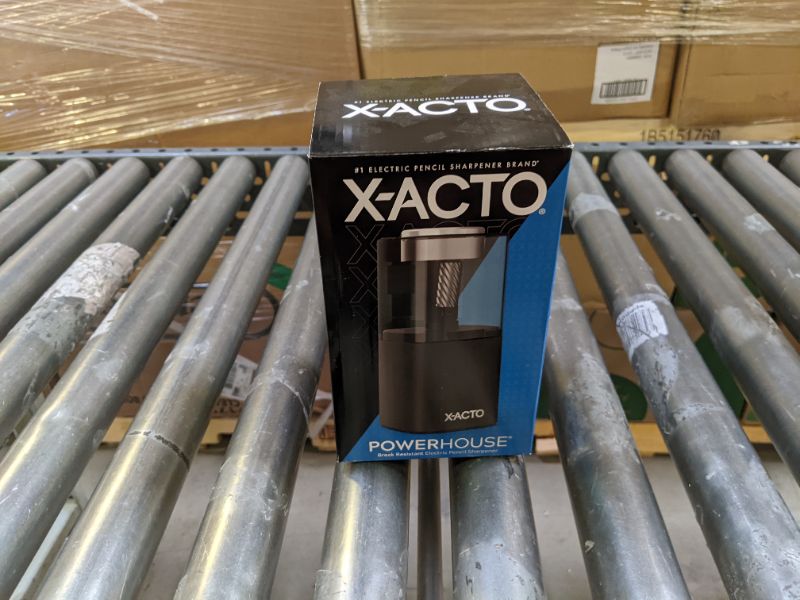 #1 ELECTRIC PENCIL SHARPENER BRAND
X-ACTO®
#1 ELECTRIC PENCIL SHARPENER BRAND*
X-ACTO®
X-ACTO
POWERHOUSE®
Break Resistant Electric Pencil Sharpener
1B5151760